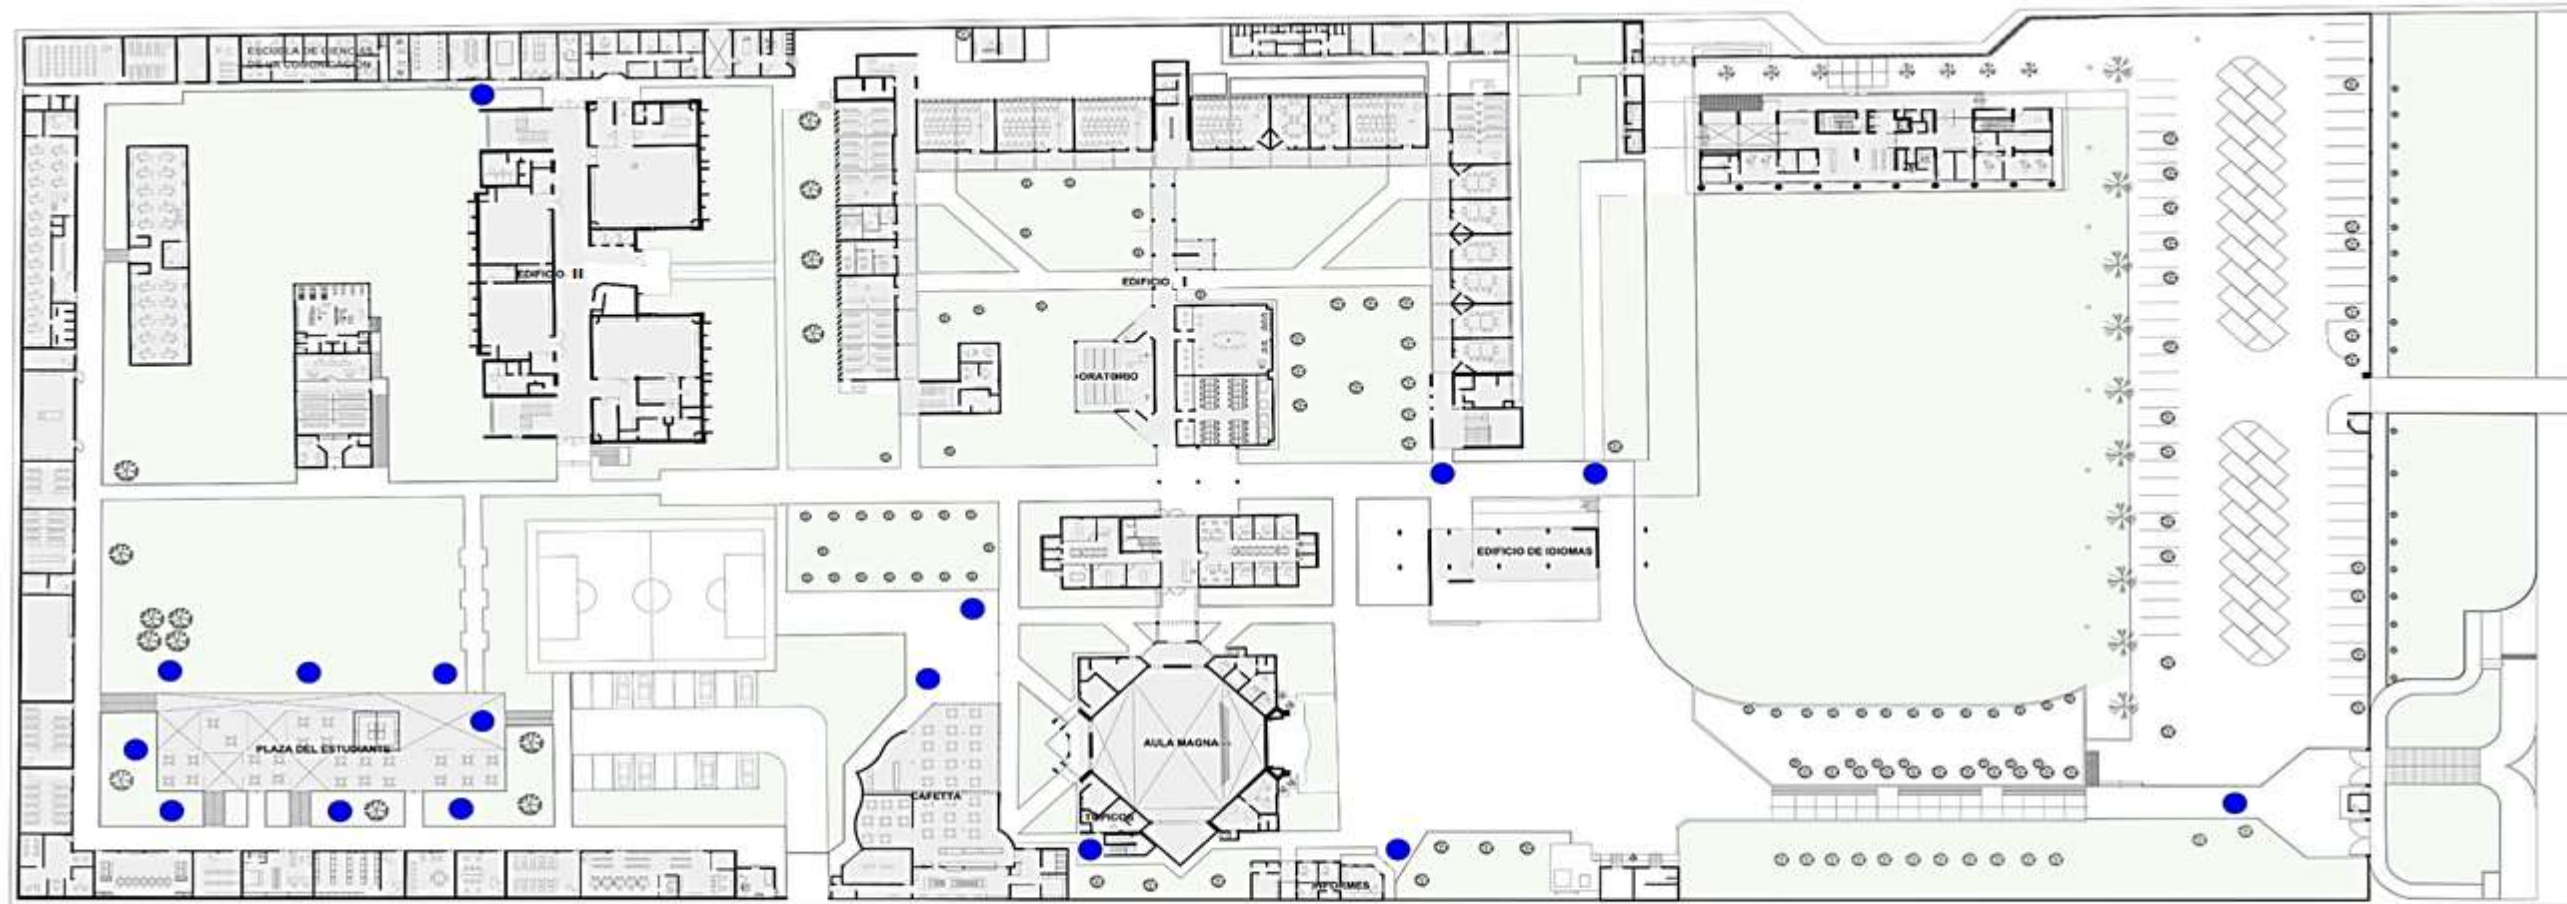 ESCUELA DE CIENCIAS
DE LA COMUNICACIÓN
EDIFICIO II
EDIFICIO I
ORATORIO
EDIFICIO DE IDIOMAS
PLAZA DEL ESTUDIANTE
AULA MAGNA
CAFETTA
TOPICOS
INFORMES